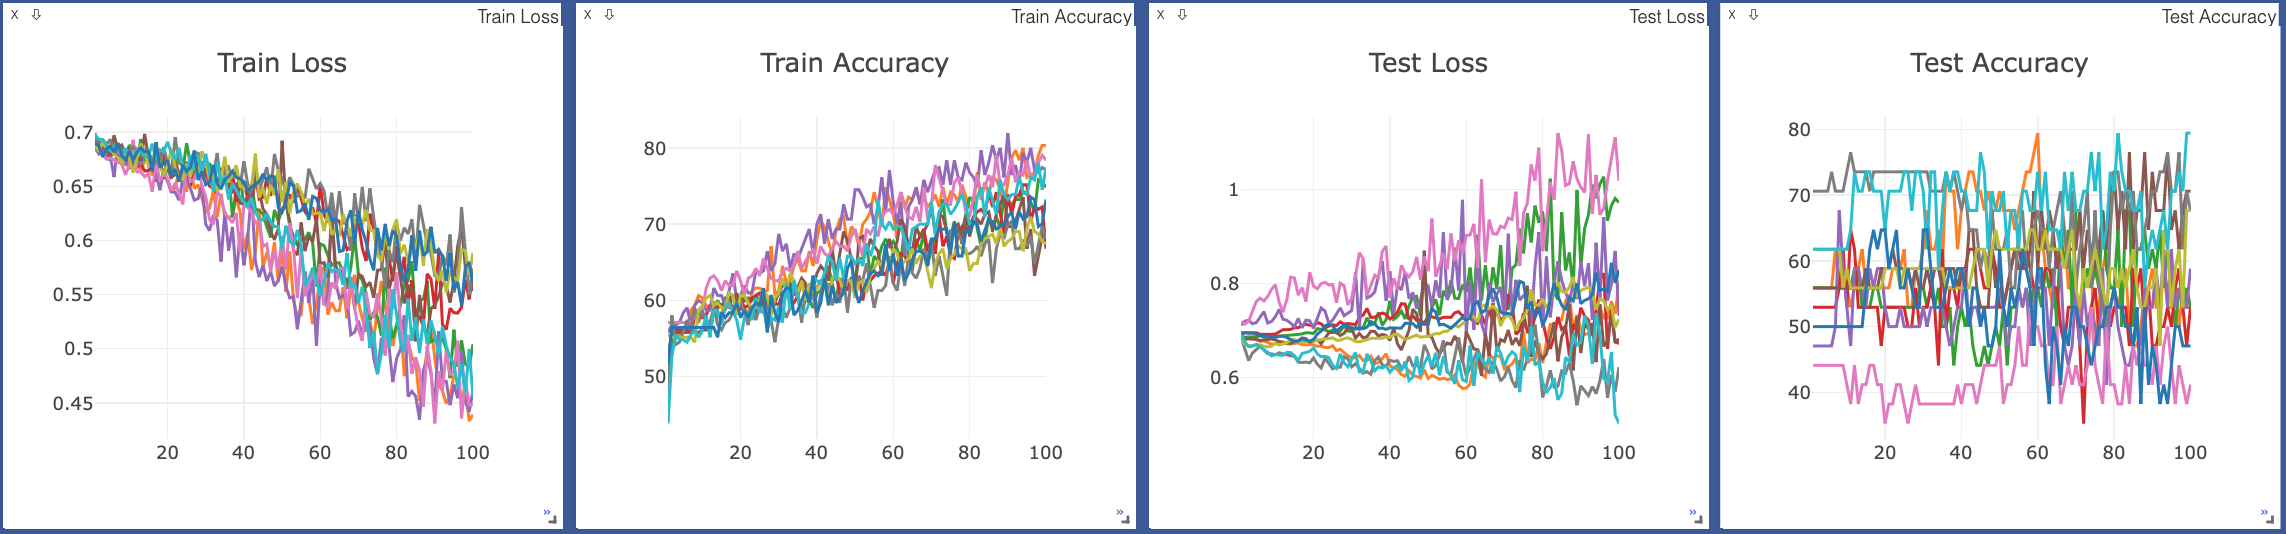 X ⇩ Train Loss
Train Loss
0.7
0.65
0.6
0.55
0.5
0.45
20 40 60 80 100
»
X ⇩ Train Accuracy
Train Accuracy
80
70
60
50
20 40 60 80 100
»
X ⇩ Test Loss
Test Loss
1
0.8
0.6
20 40 60 80 100
»
X ⇩ Test Accuracy
Test Accuracy
80
70
60
50
40
20 40 60 80 100
»